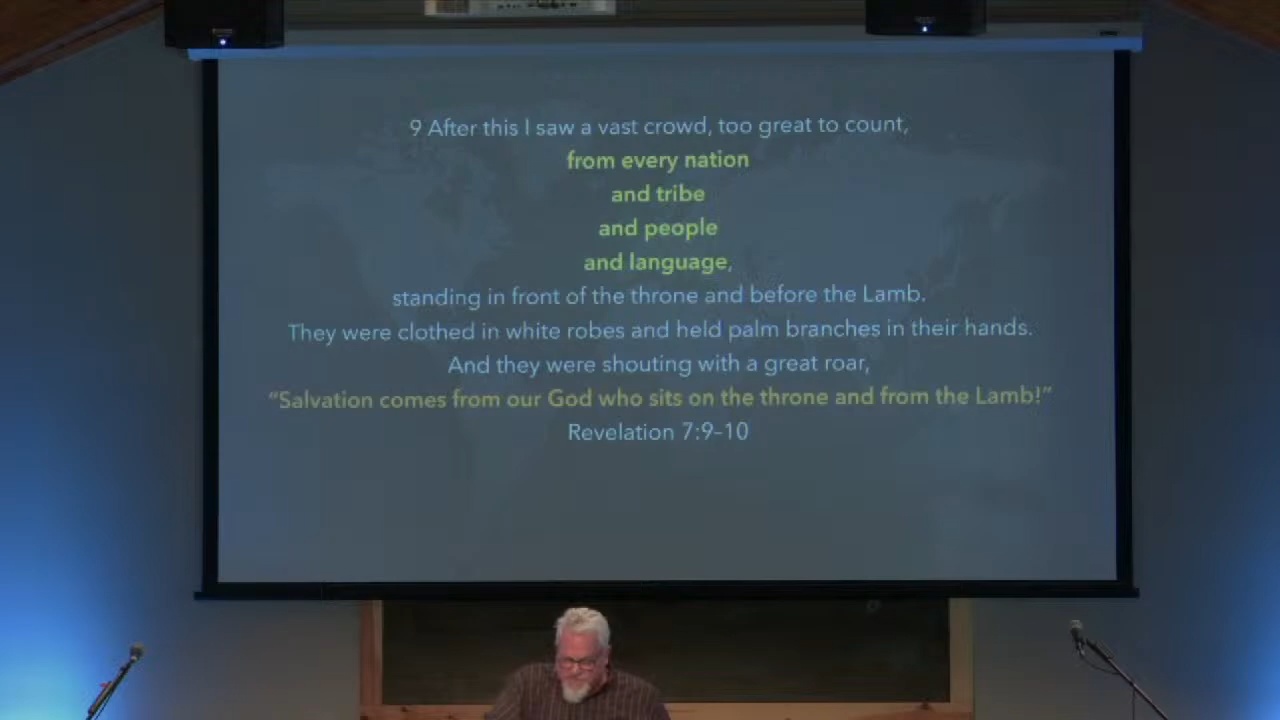 9 After this I saw a vast crowd, too great to count,
from every nation
and tribe
and people
and language,
standing in front of the throne and before the Lamb.
They were clothed in white robes and held palm branches in their hands.
And they were shouting with a great roar,
“Salvation comes from our God who sits on the throne and from the Lamb!”
Revelation 7:9–10